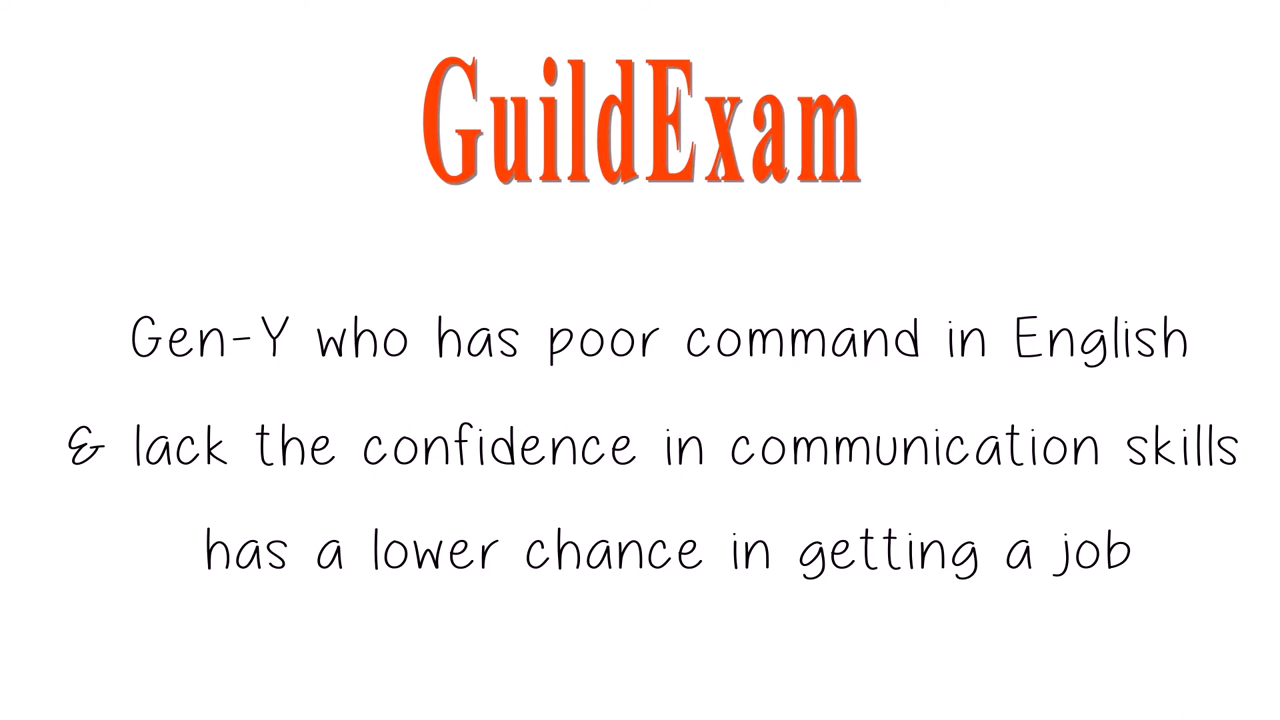 GuildExam
Gen-Y who has poor command in English
& lack the confidence in communication skills
has a lower chance in getting a job